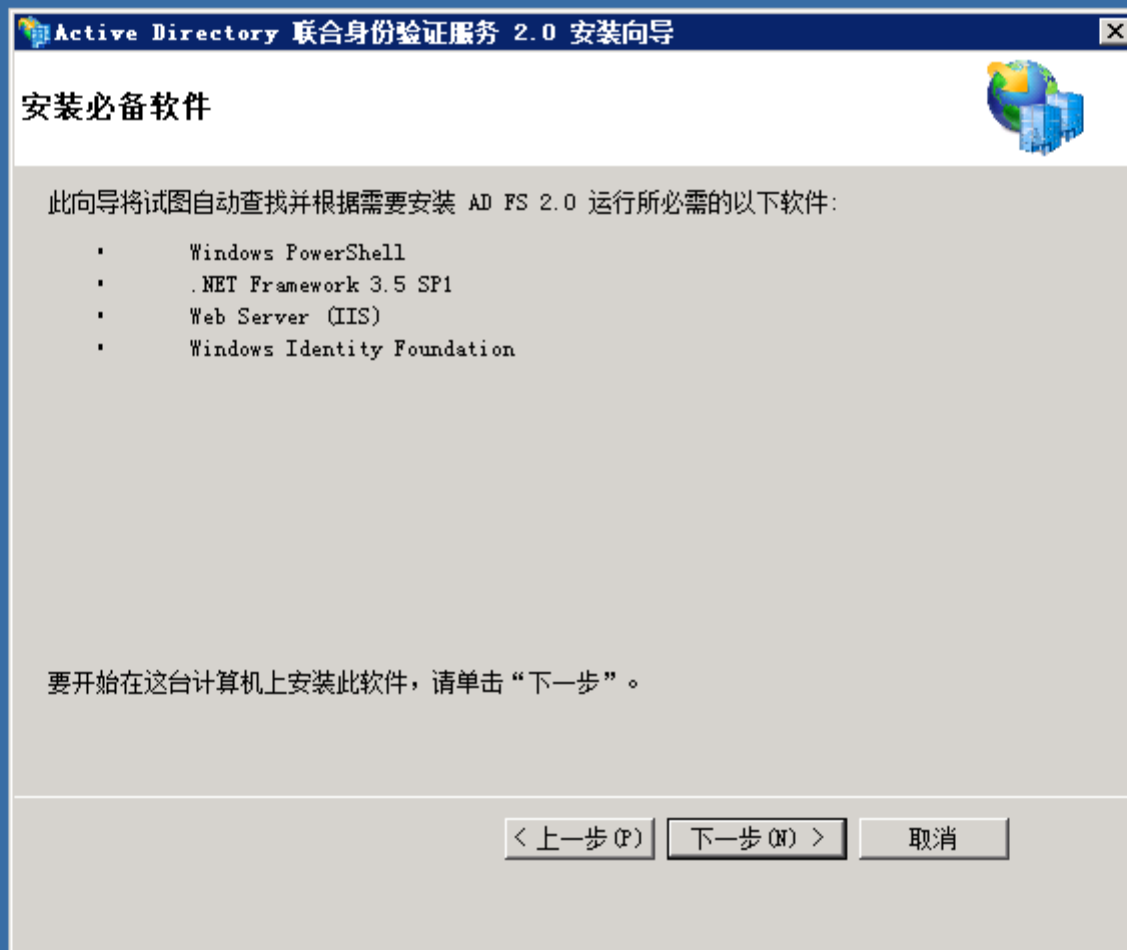 Active Directory 联合身份验证服务 2.0 安装向导
安装必备软件
此向导将试图自动查找并根据需要安装 AD FS 2.0 运行所必需的以下软件:
· Windows PowerShell
· .NET Framework 3.5 SP1
· Web Server (IIS)
· Windows Identity Foundation
要开始在这台计算机上安装此软件，请单击“下一步”。
< 上一步(P) 下一步(N) > 取消